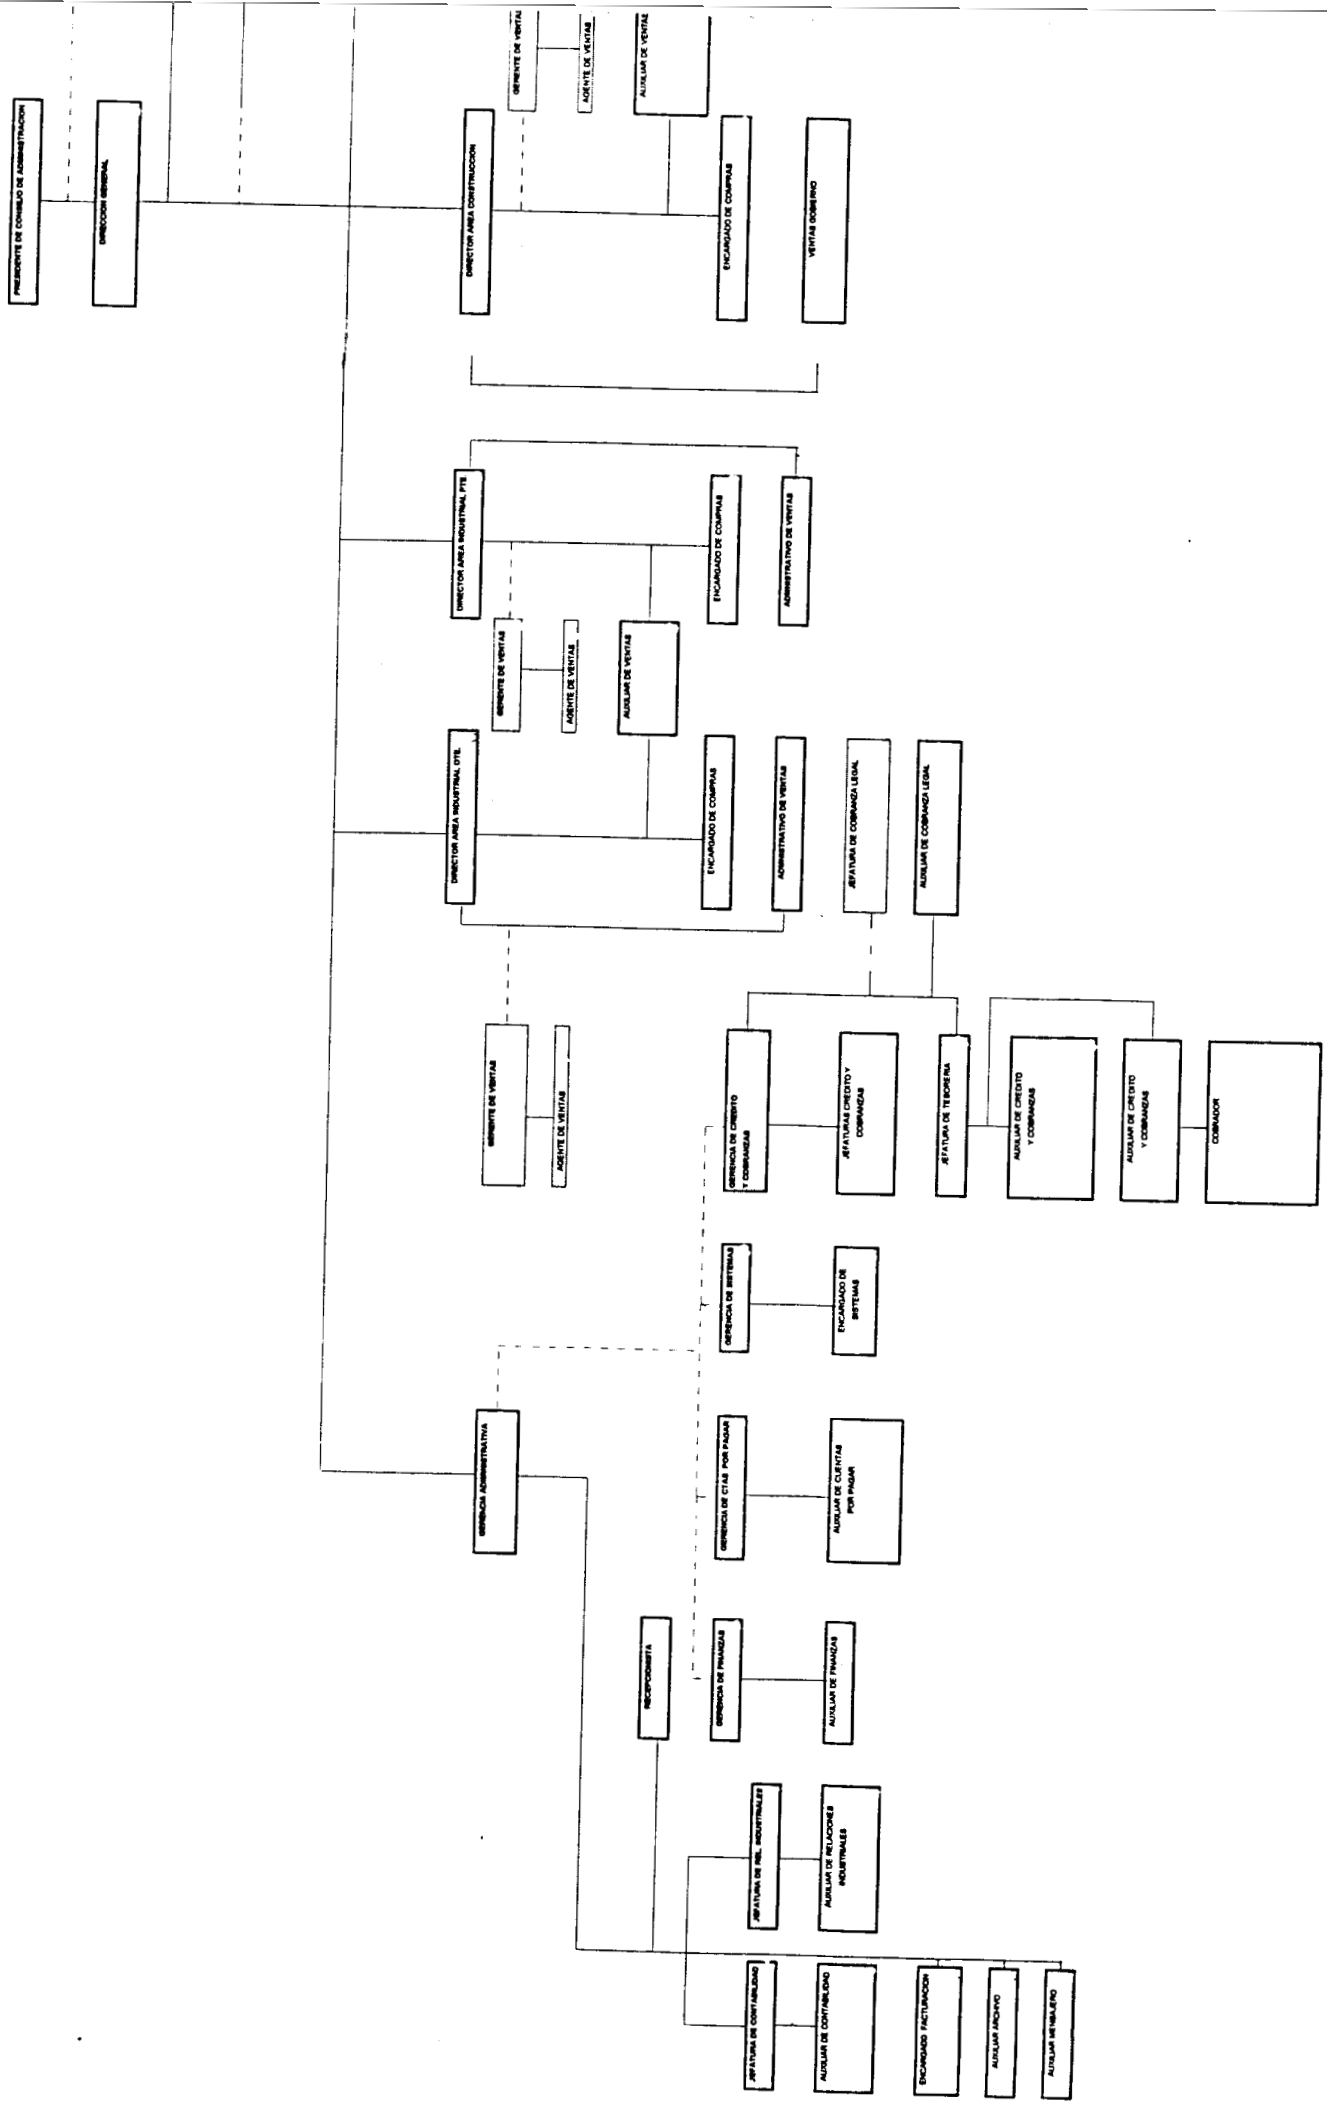 PRESIDENTE DE CONSEJO DE ADMINISTRACION
DIRECCION GENERAL
GERENCIA ADMINISTRATIVA
DIRECTOR AREA INDUSTRIAL OTE.
DIRECTOR AREA INDUSTRIAL PTE.
DIRECTOR AREA CONSTRUCCION
GERENTE DE VENTAS
AGENTE DE VENTAS
GERENTE DE VENTAS
AGENTE DE VENTAS
GERENTE DE VENTAS
AGENTE DE VENTAS
RECEPCIONISTA
AUXILIAR DE VENTAS
AUXILIAR DE VENTAS
GERENCIA DE FINANZAS
GERENCIA DE CTAS POR PAGAR
GERENCIA DE SISTEMAS
GERENCIA DE CREDITO
Y COBRANZAS
ENCARGADO DE COMPRAS
ENCARGADO DE COMPRAS
ENCARGADO DE COMPRAS
JEFATURA DE CONTABILIDAD
JEFATURA DE REL. INDUSTRIALES
ADMINISTRATIVO DE VENTAS
ADMINISTRATIVO DE VENTAS
VENTAS GOBIERNO
AUXILIAR DE CONTABILIDAD
AUXILIAR DE RELACIONES
INDUSTRIALES
AUXILIAR DE FINANZAS
AUXILIAR DE CUENTAS
POR PAGAR
ENCARGADO DE
SISTEMAS
JEFATURAS CREDITO Y
COBRANZAS
JEFATURA DE COBRANZA LEGAL
ENCARGADO FACTURACION
JEFATURA DE TESORERIA
AUXILIAR DE COBRANZA LEGAL
AUXILIAR ARCHIVO
AUXILIAR DE CREDITO
Y COBRANZAS
AUXILIAR MENSAJERO
AUXILIAR DE CREDITO
Y COBRANZAS
COBRADOR